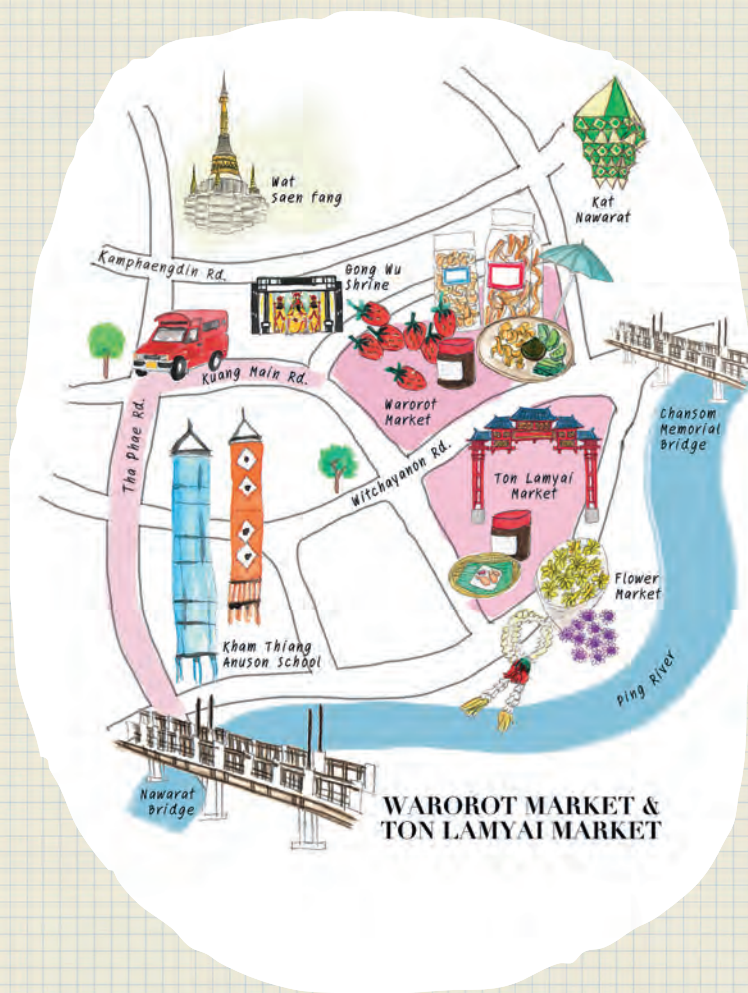 Wat
Saen fang
Kat
Nawarat
Kamphaengdin Rd.
Gong Wu
Shrine
Kuang Main Rd.
Tha Phae Rd.
Warorot
Market
Witchayanon Rd.
Chansom
Memorial
Bridge
Ton Lamyai
Market
Flower
Market
Kham Thiang
Anuson School
Ping River
Nawarat
Bridge
WAROROT MARKET &
TON LAMYAI MARKET